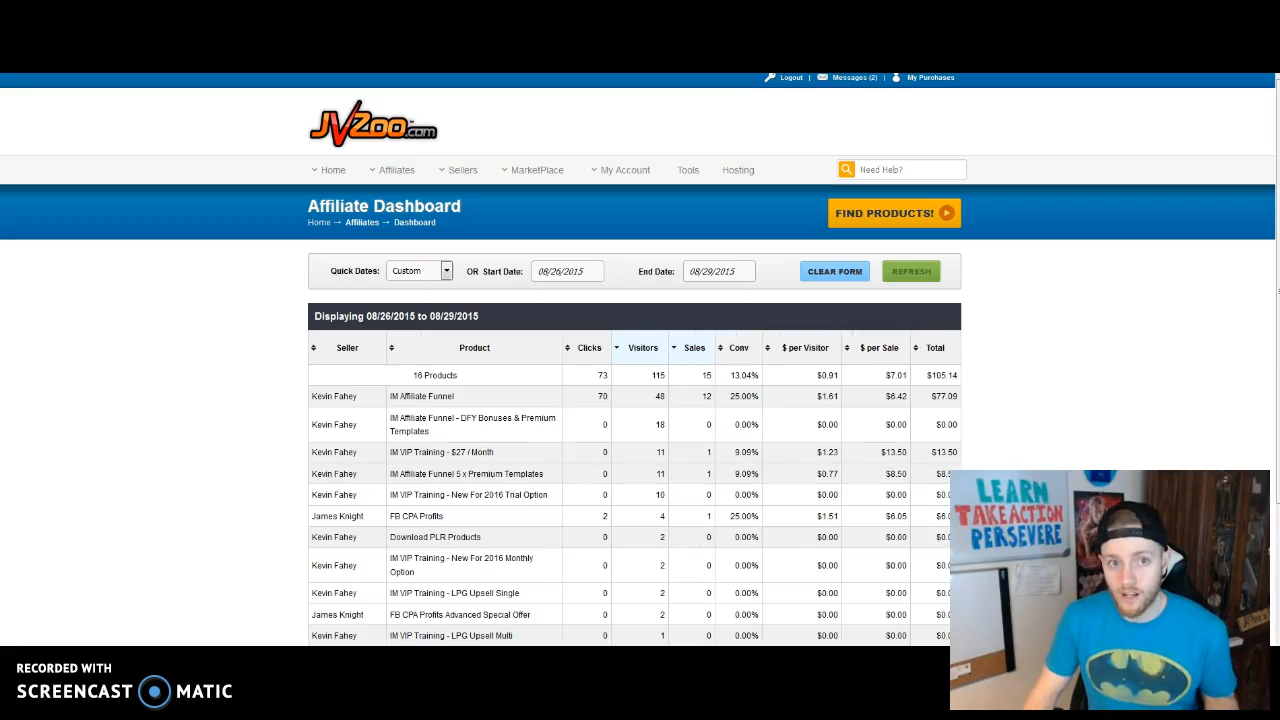 Logout | Messages (2) | My Purchases
JVZoo.com
Home Affiliates Sellers MarketPlace My Account Tools Hosting Need Help?
Affiliate Dashboard
Home → Affiliates → Dashboard
FIND PRODUCTS!
Quick Dates: Custom OR Start Date: 08/26/2015 End Date: 08/29/2015 CLEAR FORM REFRESH
Displaying 08/26/2015 to 08/29/2015
Seller Product Clicks Visitors Sales Conv $ per Visitor $ per Sale Total
16 Products 73 115 15 13.04% $0.91 $7.01 $105.14
Kevin Fahey IM Affiliate Funnel 70 48 12 25.00% $1.61 $6.42 $77.09
Kevin Fahey IM Affiliate Funnel - DFY Bonuses & Premium
Templates 0 18 0 0.00% $0.00 $0.00 $0.00
Kevin Fahey IM VIP Training - $27 / Month 0 11 1 9.09% $1.23 $13.50 $13.50
Kevin Fahey IM Affiliate Funnel 5 x Premium Templates 0 11 1 9.09% $0.77 $8.50
Kevin Fahey IM VIP Training - New For 2016 Trial Option 0 10 0 0.00% $0.00 $0.00
James Knight FB CPA Profits 2 4 1 25.00% $1.51 $6.05
Kevin Fahey Download PLR Products 0 2 0 0.00% $0.00 $0.00
Kevin Fahey IM VIP Training - New For 2016 Monthly
Option 0 2 0 0.00% $0.00 $0.00
Kevin Fahey IM VIP Training - LPG Upsell Single 0 2 0 0.00% $0.00 $0.00
James Knight FB CPA Profits Advanced Special Offer 0 2 0 0.00% $0.00 $0.00
Kevin Fahey IM VIP Training - LPG Upsell Multi 0 1 0 0.00% $0.00 $0.00
LEARN
TAKE ACTION
PERSEVERE
RECORDED WITH
SCREENCAST MATIC